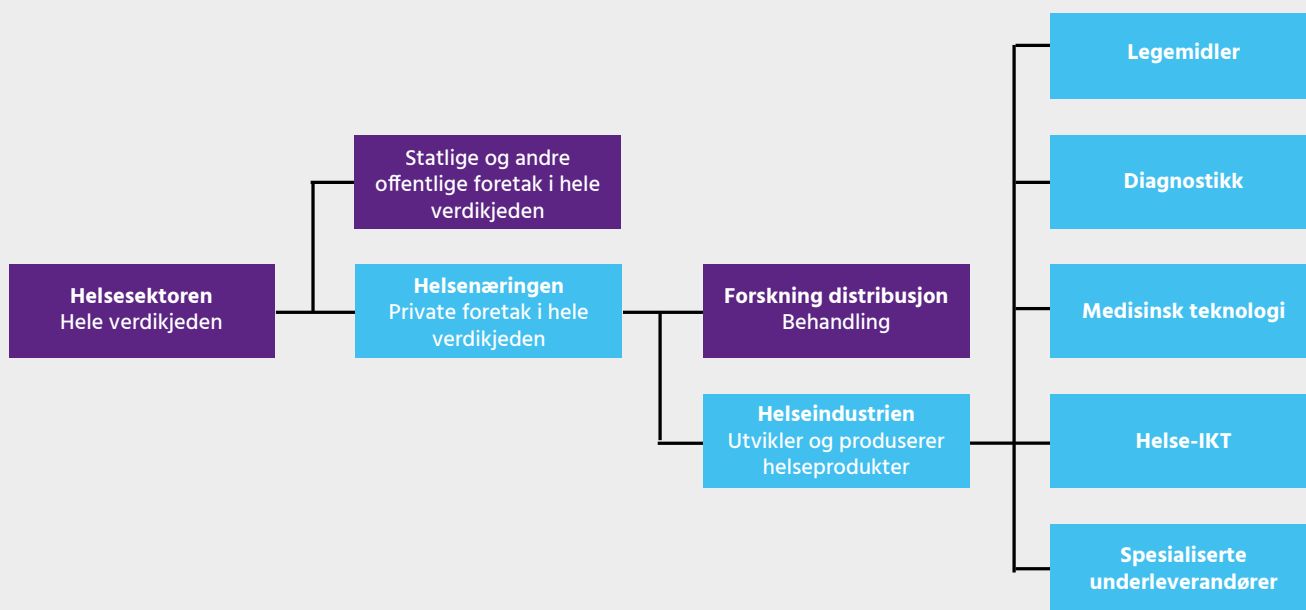 Helsesektoren
Hele verdikjeden
Statlige og andre
offentlige foretak i hele
verdikjeden
Helsenæringen
Private foretak i hele
verdikjeden
Forskning distribusjon
Behandling
Helseindustrien
Utvikler og produserer
helseprodukter
Legemidler
Diagnostikk
Medisinsk teknologi
Helse-IKT
Spesialiserte
underleverandører